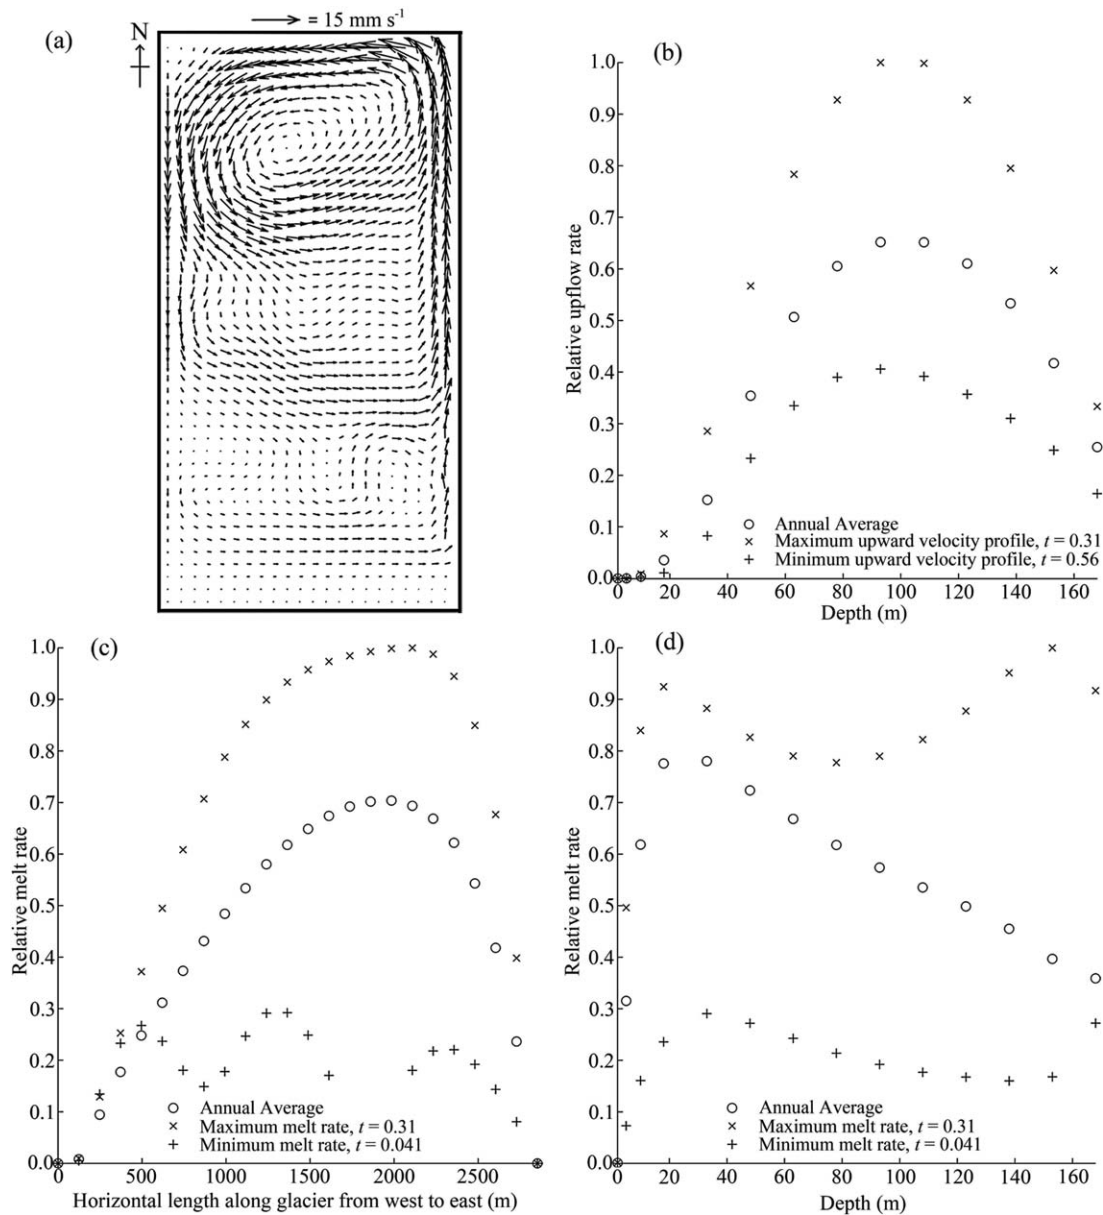 (a)
N
= 15 mm s⁻¹
(b)
1.0
0.9
0.8
0.7
0.6
0.5
0.4
0.3
0.2
0.1
0.0
Relative upflow rate
Annual Average
Maximum upward velocity profile, t = 0.31
Minimum upward velocity profile, t = 0.56
0 20 40 60 80 100 120 140 160
Depth (m)
(c)
1.0
0.9
0.8
0.7
0.6
0.5
0.4
0.3
0.2
0.1
0.0
Relative melt rate
Annual Average
Maximum melt rate, t = 0.31
Minimum melt rate, t = 0.041
0 500 1000 1500 2000 2500
Horizontal length along glacier from west to east (m)
(d)
1.0
0.9
0.8
0.7
0.6
0.5
0.4
0.3
0.2
0.1
0.0
Relative melt rate
Annual Average
Maximum melt rate, t = 0.31
Minimum melt rate, t = 0.041
0 20 40 60 80 100 120 140 160
Depth (m)